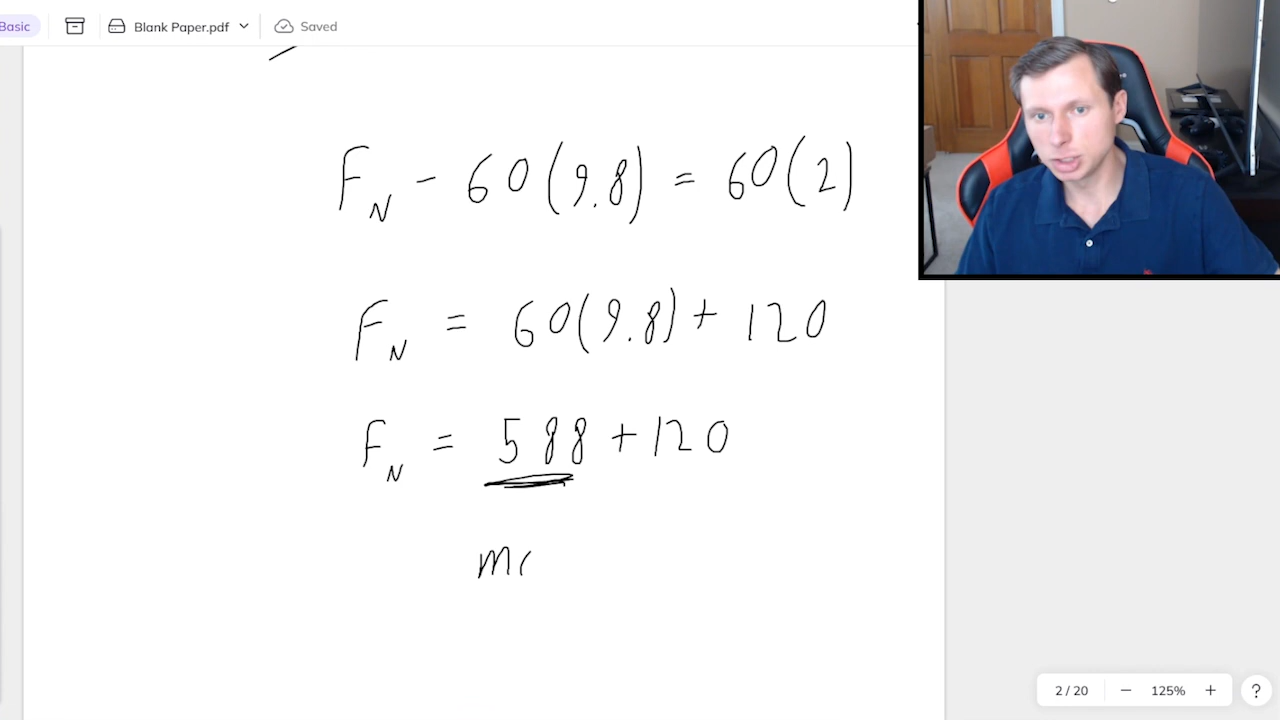 Basic
Blank Paper.pdf
Saved
F_N - 60(9.8) = 60(2)
F_N = 60(9.8) + 120
F_N = 588 + 120
m
2 / 20
125%
?